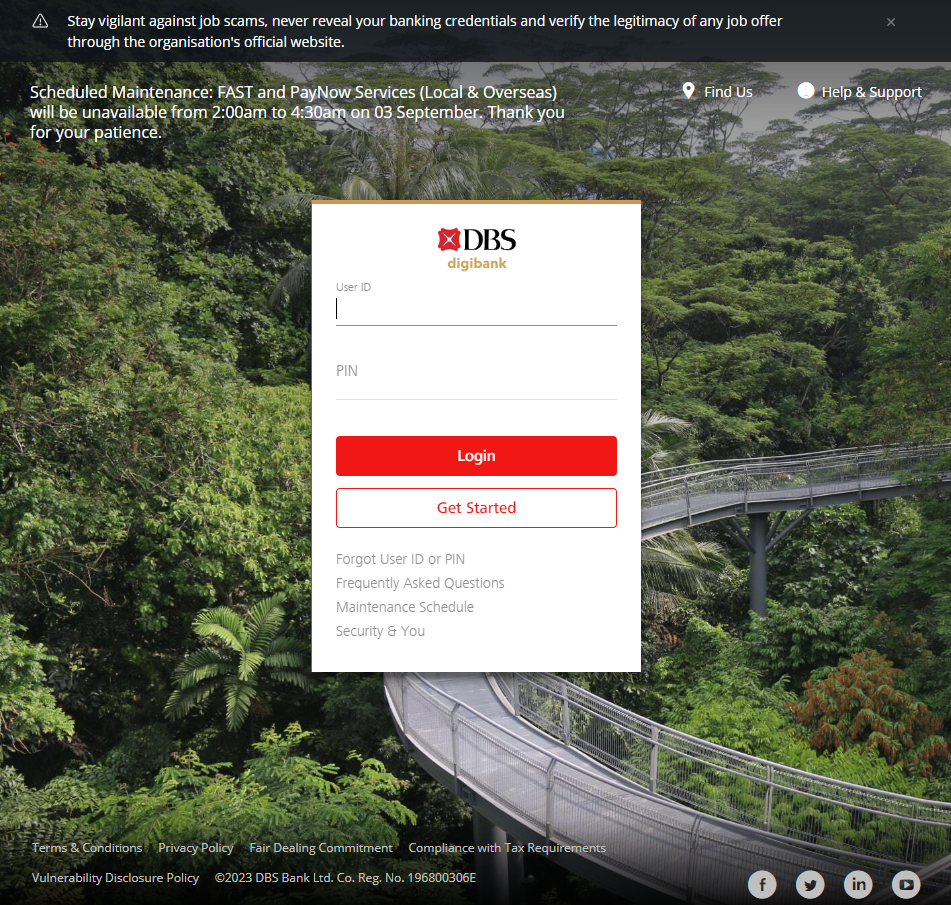 Stay vigilant against job scams, never reveal your banking credentials and verify the legitimacy of any job offer
through the organisation's official website.
Scheduled Maintenance: FAST and PayNow Services (Local & Overseas)
will be unavailable from 2:00am to 4:30am on 03 September. Thank you
for your patience.
Find Us
Help & Support
DBS
digibank
User ID
PIN
Login
Get Started
Forgot User ID or PIN
Frequently Asked Questions
Maintenance Schedule
Security & You
Terms & Conditions Privacy Policy Fair Dealing Commitment Compliance with Tax Requirements
Vulnerability Disclosure Policy ©2023 DBS Bank Ltd. Co. Reg. No. 196800306E